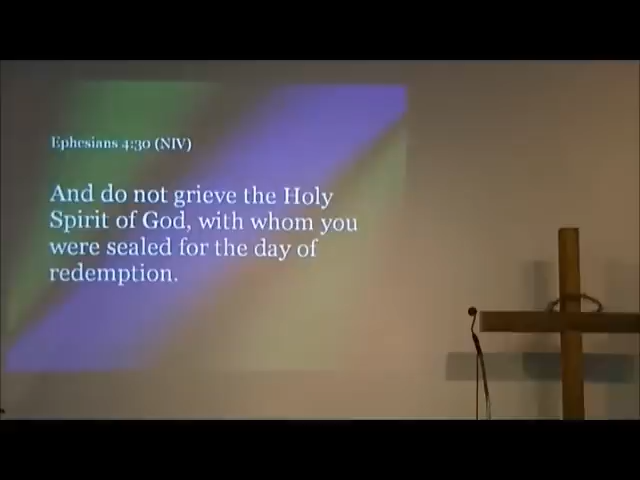 Ephesians 4:30 (NIV)
And do not grieve the Holy
Spirit of God, with whom you
were sealed for the day of
redemption.